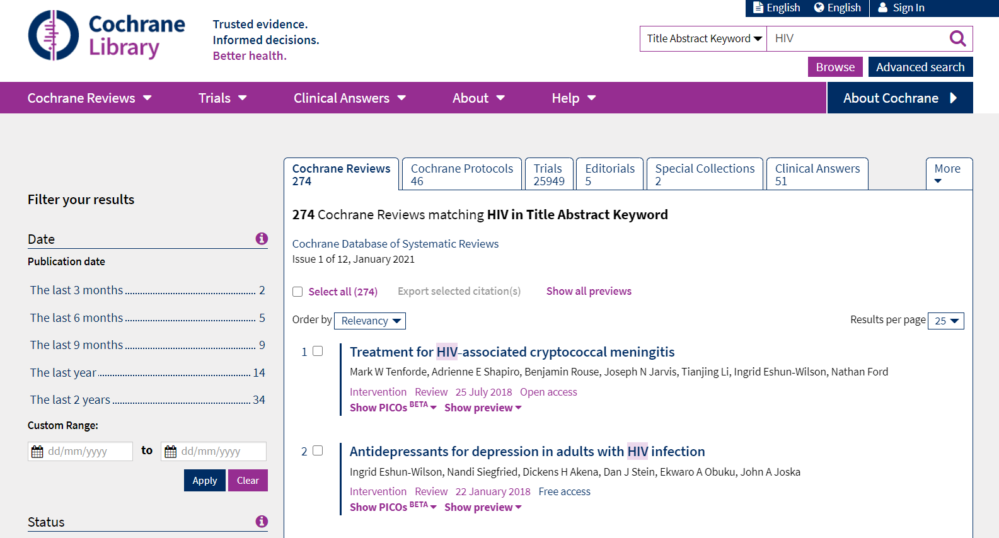 English English Sign In
Cochrane
Library
Trusted evidence.
Informed decisions.
Better health.
Title Abstract Keyword HIV
Browse Advanced search
Cochrane Reviews Trials Clinical Answers About Help About Cochrane
Filter your results
Date
Publication date
The last 3 months 2
The last 6 months 5
The last 9 months 9
The last year 14
The last 2 years 34
Custom Range:
dd/mm/yyyy to dd/mm/yyyy
Apply Clear
Status
Cochrane Reviews
274
Cochrane Protocols
46
Trials
25949
Editorials
5
Special Collections
2
Clinical Answers
51
More
274 Cochrane Reviews matching HIV in Title Abstract Keyword
Cochrane Database of Systematic Reviews
Issue 1 of 12, January 2021
Select all (274) Export selected citation(s) Show all previews
Order by Relevancy Results per page 25
1 Treatment for HIV-associated cryptococcal meningitis
Mark W Tenforde, Adrienne E Shapiro, Benjamin Rouse, Joseph N Jarvis, Tianjing Li, Ingrid Eshun-Wilson, Nathan Ford
Intervention Review 25 July 2018 Open access
Show PICOs BETA Show preview
2 Antidepressants for depression in adults with HIV infection
Ingrid Eshun-Wilson, Nandi Siegfried, Dickens H Akena, Dan J Stein, Ekwaro A Obuku, John A Joska
Intervention Review 22 January 2018 Free access
Show PICOs BETA Show preview